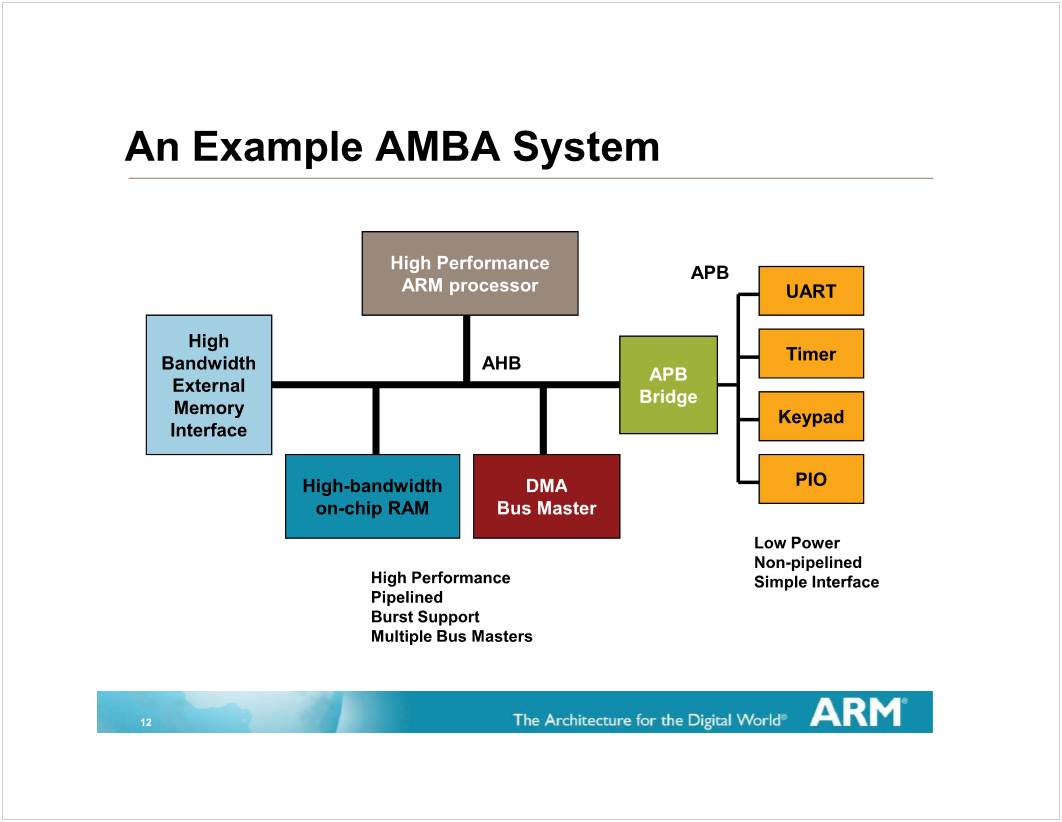 An Example AMBA System
High Performance
ARM processor
APB
UART
High
Bandwidth
External
Memory
Interface
AHB
APB
Bridge
Timer
Keypad
PIO
High-bandwidth
on-chip RAM
DMA
Bus Master
Low Power
Non-pipelined
Simple Interface
High Performance
Pipelined
Burst Support
Multiple Bus Masters
12
The Architecture for the Digital World®
ARM®